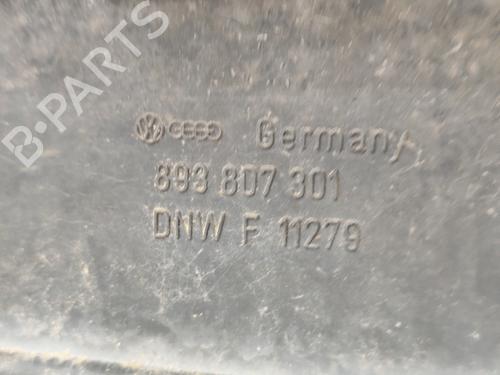 B-PARTS
Germany
893 807 301
DNW F 11279